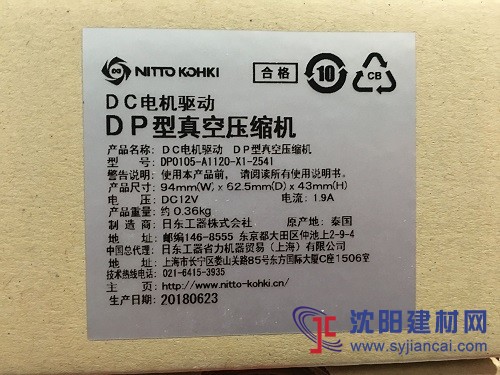 NITTO KOHKI
合格
10
CB
DC电机驱动
DP型真空压缩机
产品名称: DC电机驱动 DP型真空压缩机
型 号: DP0105-A1120-X1-2541
警告说明: 使用本产品前，请阅读所有使用说明书。
产品尺寸: 94mm(W) x 62.5mm(D) x 43mm(H)
电 压: DC12V 电流: 1.9A
产品重量: 约 0.36kg
制 造 商: 日东工器株式会社 原产地: 泰国
地 址: 邮编146-8555 东京都大田区仲池上2-9-4
中国总代理: 日东工器省力机器贸易（上海）有限公司
地 址: 上海市长宁区娄山关路85号东方国际大厦C座1506室
技术热线电话: 021-6415-3935
主 页: http://www.nitto-kohki.cn/
生产日期: 20180623
沈阳建材网
www.syjiancai.com